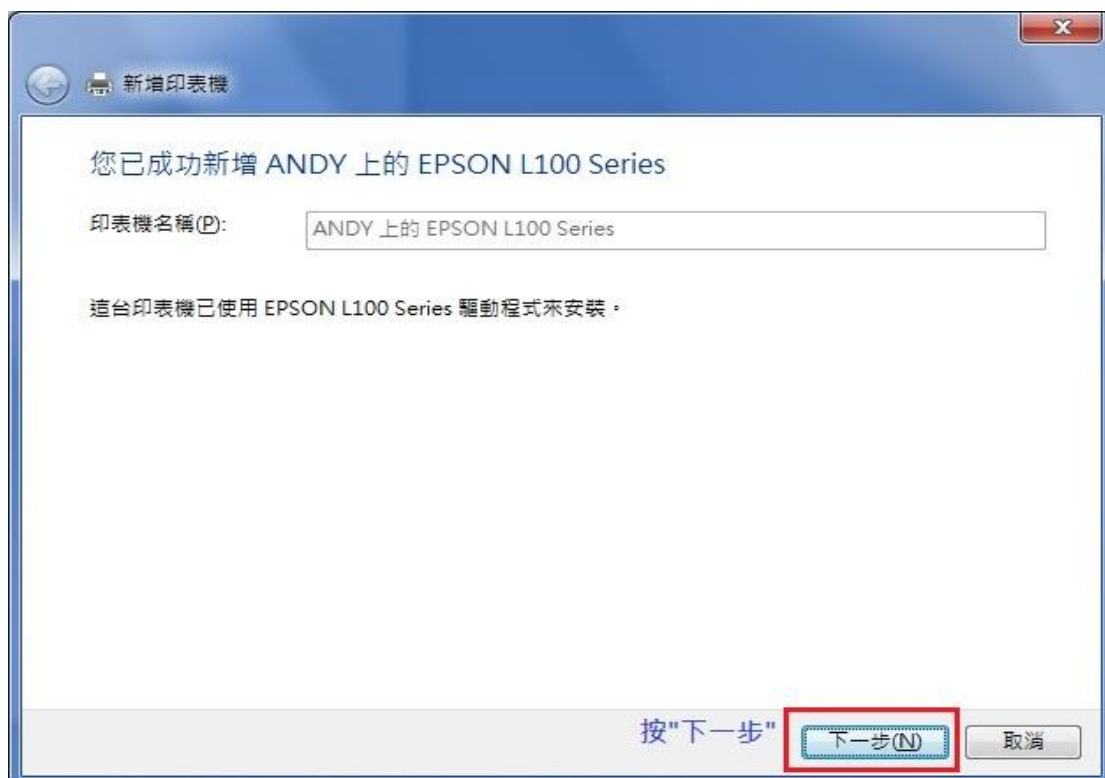 新增印表機
您已成功新增 ANDY 上的 EPSON L100 Series
印表機名稱(P):
ANDY 上的 EPSON L100 Series
這台印表機已使用 EPSON L100 Series 驅動程式來安裝。
按"下一步"
下一步(N)
取消